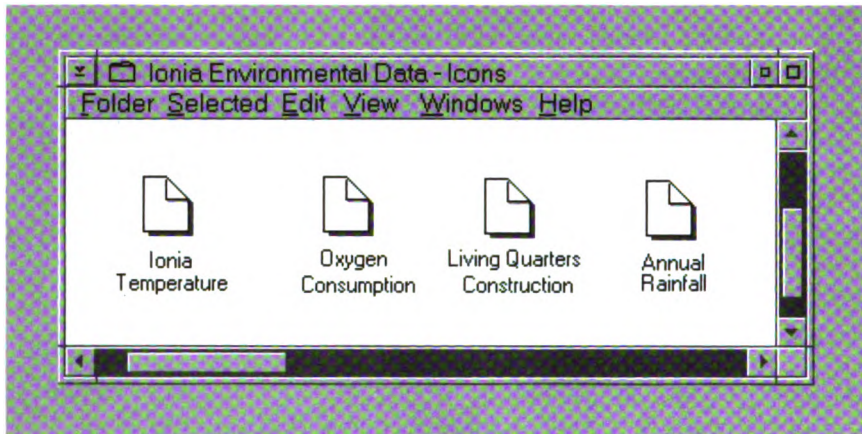 Ionia Environmental Data - Icons
Folder Selected Edit View Windows Help
Ionia
Temperature
Oxygen
Consumption
Living Quarters
Construction
Annual
Rainfall